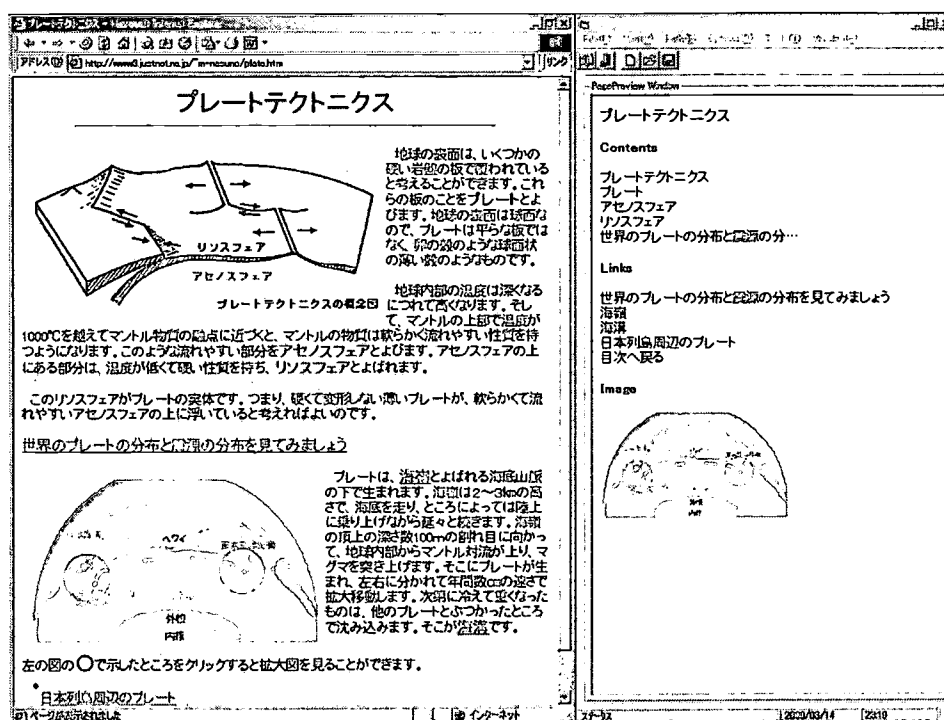 アドレス(D) http://www3.justnet.ne.jp/~m-nasuno/plate.htm
リンク
プレートテクトニクス
地球の表面は、いくつかの
硬い岩盤の板で覆われている
と考えることができます。これ
らの板のことをプレートとよ
びます。地球の表面は球面な
ので、プレートは平らな板では
なく、卵の殻のような球面状
の薄い殻のようなものです。
リソスフェア
アセノスフェア
プレートテクトニクスの概念図
地球内部の温度は深くなる
につれて高くなります。そし
て、マントルの上部で温度が
1000℃を越えてマントル物質の融点に近づくと、マントルの物質は軟らかく流れやすい性質を持
つようになります。このような流れやすい部分をアセノスフェアとよびます。アセノスフェアの上
にある部分は、温度が低くて硬い性質を持ち、リソスフェアとよばれます。
このリソスフェアがプレートの実体です。つまり、硬くて変形しない薄いプレートが、軟らかくて流
れやすいアセノスフェアの上に浮いていると考えればよいのです。
世界のプレートの分布と震源の分布を見てみましょう
プレートは、海嶺とよばれる海底山脈
の下で生まれます。海嶺は2～3kmの高
さで、海底を走り、ところによっては陸上
に乗り上げながら延々と続きます。海嶺
の頂上の深さ数100mの割れ目に向かっ
て、地球内部からマントル対流が上り、マ
グマを突き上げます。そこにプレートが生
まれ、左右に分かれて年間数cmの速さで
拡大移動します。次第に冷えて重くなった
ものは、他のプレートとぶつかったところ
で沈み込みます。そこが海溝です。
ハワイ
外核
内核
左の図の○で示したところをクリックすると拡大図を見ることができます。
日本列島周辺のプレート
ページが表示されました
インターネット
PagePreview Window
プレートテクトニクス
Contents
プレートテクトニクス
プレート
アセノスフェア
リソスフェア
世界のプレートの分布と震源の分…
Links
世界のプレートの分布と震源の分布を見てみましょう
海嶺
海溝
日本列島周辺のプレート
目次へ戻る
Image
外核
内核
ステータス
2000/03/14
23:19